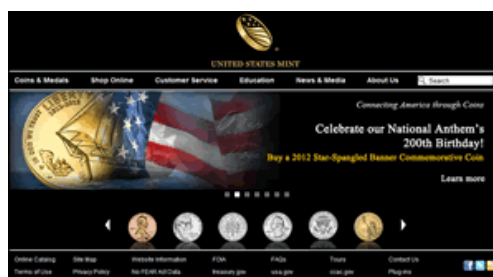 UNITED STATES MINT
Coins & Medals Shop Online Customer Service Education News & Media About Us Search
LIBERTY
Connecting America through Coins
Celebrate our National Anthem's
200th Birthday!
Buy a 2012 Star-Spangled Banner Commemorative Coin
Learn more
Online Catalog Site Map Website Information FOIA FAQs Tours Contact Us
Terms of Use Privacy Policy No FEAR Act Data treasury.gov usa.gov ccac.gov Plug-ins